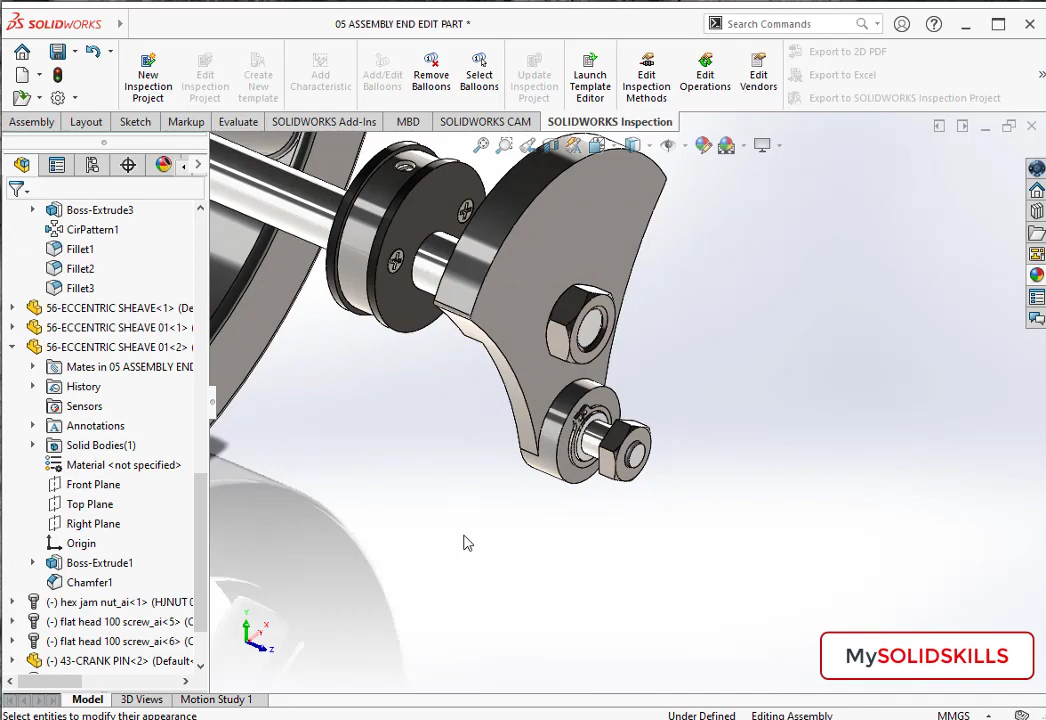 SOLIDWORKS
05 ASSEMBLY END EDIT PART *
Search Commands
New Inspection Project
Edit Inspection Project
Create New template
Add Characteristic
Add/Edit Balloons
Remove Balloons
Select Balloons
Update Inspection Project
Launch Template Editor
Edit Inspection Methods
Edit Operations
Edit Vendors
Export to 2D PDF
Export to Excel
Export to SOLIDWORKS Inspection Project
Assembly
Layout
Sketch
Markup
Evaluate
SOLIDWORKS Add-Ins
MBD
SOLIDWORKS CAM
SOLIDWORKS Inspection
Boss-Extrude3
CirPattern1
Fillet1
Fillet2
Fillet3
56-ECCENTRIC SHEAVE<1> (De
56-ECCENTRIC SHEAVE 01<1> (
56-ECCENTRIC SHEAVE 01<2> (
Mates in 05 ASSEMBLY END
History
Sensors
Annotations
Solid Bodies(1)
Material <not specified>
Front Plane
Top Plane
Right Plane
Origin
Boss-Extrude1
Chamfer1
(-) hex jam nut_ai<1> (HJNUT 0
(-) flat head 100 screw_ai<5> (C
(-) flat head 100 screw_ai<6> (C
(-) 43-CRANK PIN<2> (Default<
Y
X
Z
MySOLIDSKILLS
Model
3D Views
Motion Study 1
Select entities to modify their appearance
Under Defined
Editing Assembly
MMGS